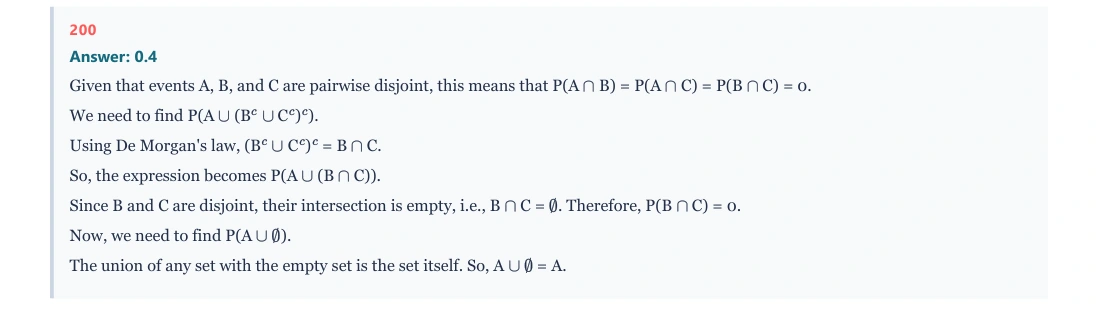 200
Answer: 0.4
Given that events A, B, and C are pairwise disjoint, this means that P(A ∩ B) = P(A ∩ C) = P(B ∩ C) = 0.
We need to find P(A ∪ (Bᶜ ∪ Cᶜ)ᶜ).
Using De Morgan's law, (Bᶜ ∪ Cᶜ)ᶜ = B ∩ C.
So, the expression becomes P(A ∪ (B ∩ C)).
Since B and C are disjoint, their intersection is empty, i.e., B ∩ C = ∅. Therefore, P(B ∩ C) = 0.
Now, we need to find P(A ∪ ∅).
The union of any set with the empty set is the set itself. So, A ∪ ∅ = A.